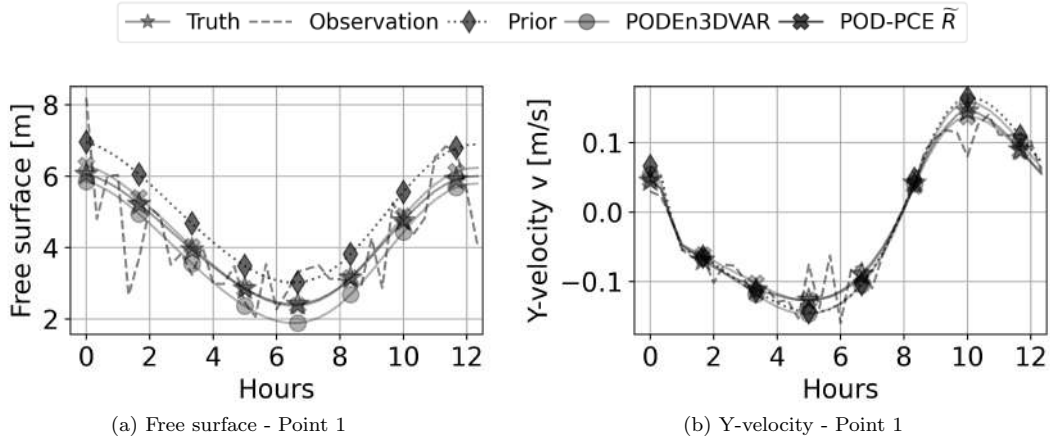 Truth Observation Prior PODEn3DVAR POD-PCE R̃
Free surface [m]
8
6
4
2
0 2 4 6 8 10 12
Hours
(a) Free surface - Point 1
Y-velocity v [m/s]
0.1
0.0
−0.1
0 2 4 6 8 10 12
Hours
(b) Y-velocity - Point 1